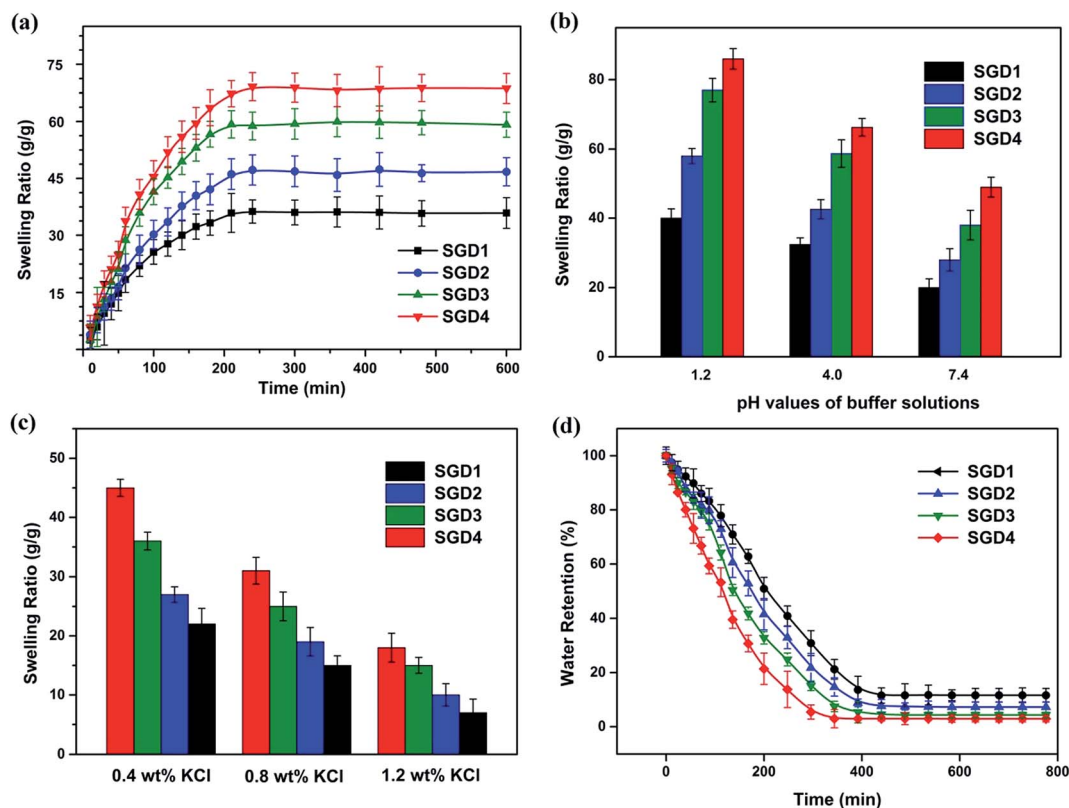 (a)
75
60
45
30
15
Swelling Ratio (g/g)
SGD1
SGD2
SGD3
SGD4
0 100 200 300 400 500 600
Time (min)
(b)
80
60
40
20
0
Swelling Ratio (g/g)
SGD1
SGD2
SGD3
SGD4
1.2 4.0 7.4
pH values of buffer solutions
(c)
50
40
30
20
10
0
Swelling Ratio (g/g)
SGD1
SGD2
SGD3
SGD4
0.4 wt% KCl 0.8 wt% KCl 1.2 wt% KCl
(d)
100
80
60
40
20
0
Water Retention (%)
SGD1
SGD2
SGD3
SGD4
0 200 400 600 800
Time (min)